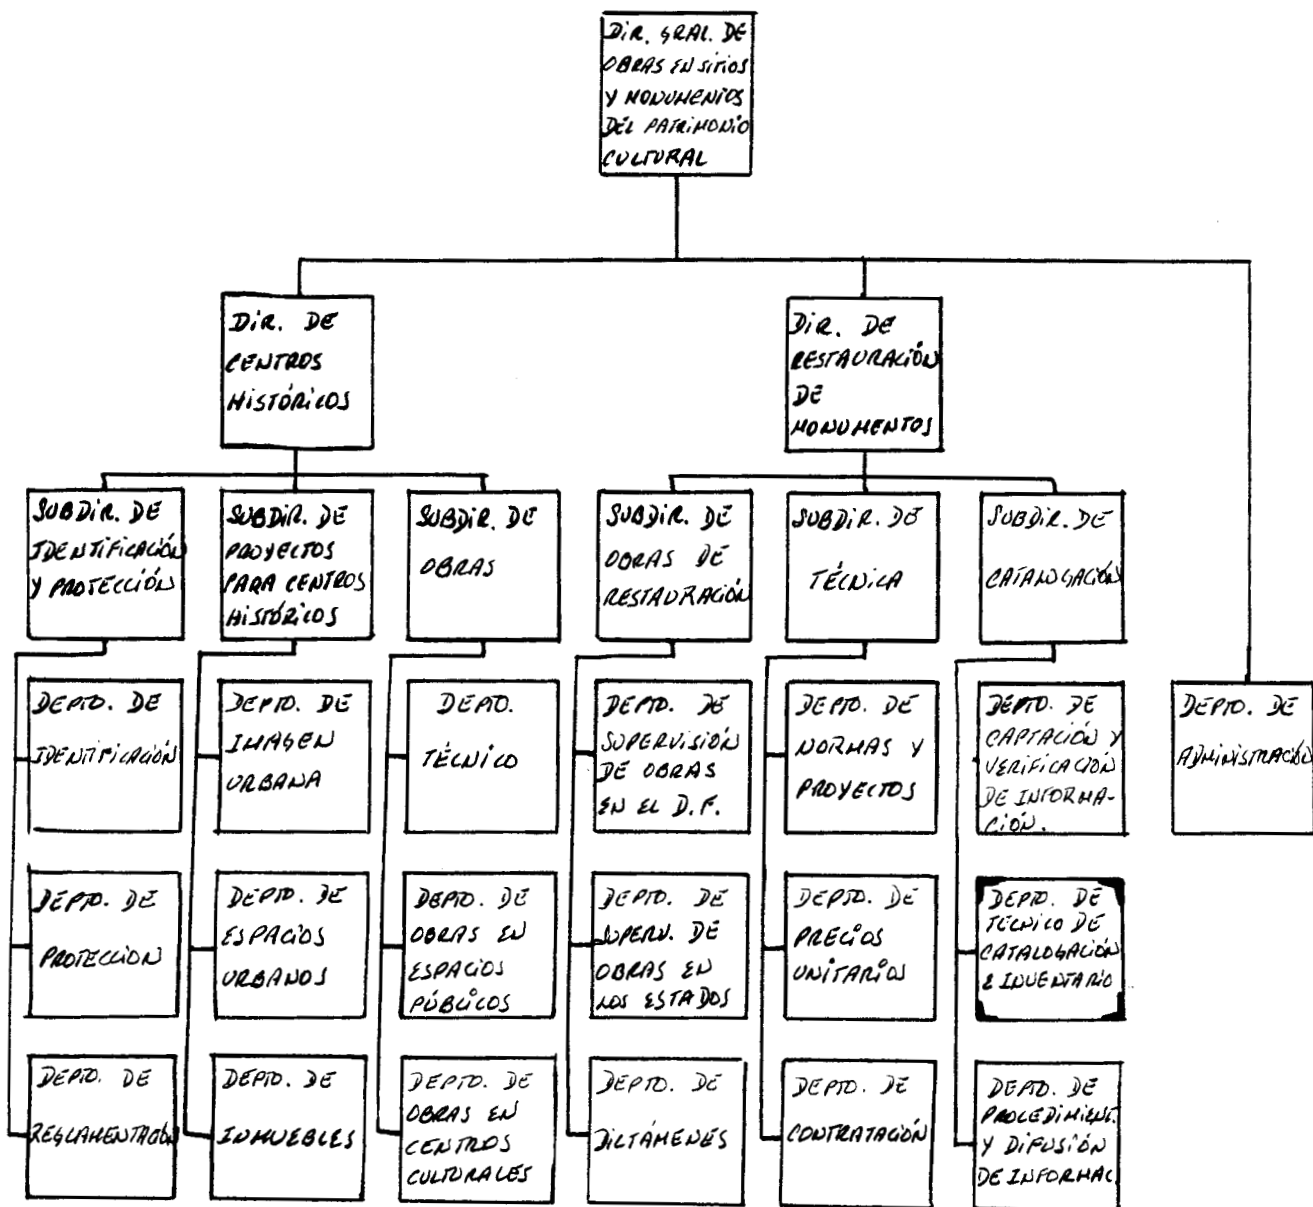 DIR. GRAL. DE
OBRAS EN SITIOS
Y MONUMENTOS
DEL PATRIMONIO
CULTURAL
DIR. DE
CENTROS
HISTÓRICOS
DIR. DE
RESTAURACIÓN
DE
MONUMENTOS
SUBDIR. DE
IDENTIFICACIÓN
Y PROTECCIÓN
SUBDIR. DE
PROYECTOS
PARA CENTROS
HISTÓRICOS
SUBDIR. DE
OBRAS
SUBDIR. DE
OBRAS DE
RESTAURACIÓN
SUBDIR. DE
TÉCNICA
SUBDIR. DE
CATALOGACIÓN
DEPTO. DE
IDENTIFICACIÓN
DEPTO. DE
IMAGEN
URBANA
DEPTO.
TÉCNICO
DEPTO. DE
SUPERVISIÓN
DE OBRAS
EN EL D.F.
DEPTO. DE
NORMAS Y
PROYECTOS
DEPTO. DE
CAPTACIÓN Y
VERIFICACIÓN
DE INFORMA-
CIÓN.
DEPTO. DE
ADMINISTRACIÓN
DEPTO. DE
PROTECCIÓN
DEPTO. DE
ESPACIOS
URBANOS
DEPTO. DE
OBRAS EN
ESPACIOS
PÚBLICOS
DEPTO. DE
SUPERV. DE
OBRAS EN
LOS ESTADOS
DEPTO. DE
PRECIOS
UNITARIOS
DEPTO. DE
TÉCNICO DE
CATALOGACIÓN
E INVENTARIO
DEPTO. DE
REGLAMENTACIÓN
DEPTO. DE
INMUEBLES
DEPTO. DE
OBRAS EN
CENTROS
CULTURALES
DEPTO. DE
DICTÁMENES
DEPTO. DE
CONTRATACIÓN
DEPTO. DE
PROCEDIMIENT.
Y DIFUSIÓN
DE INFORMAC.